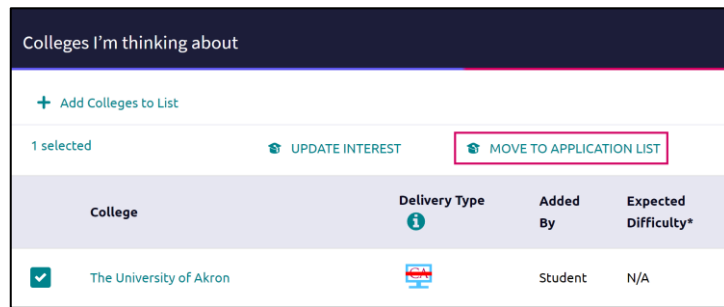 Colleges I'm thinking about
+ Add Colleges to List
1 selected UPDATE INTEREST MOVE TO APPLICATION LIST
College Delivery Type Added By Expected Difficulty*
The University of Akron CA Student N/A